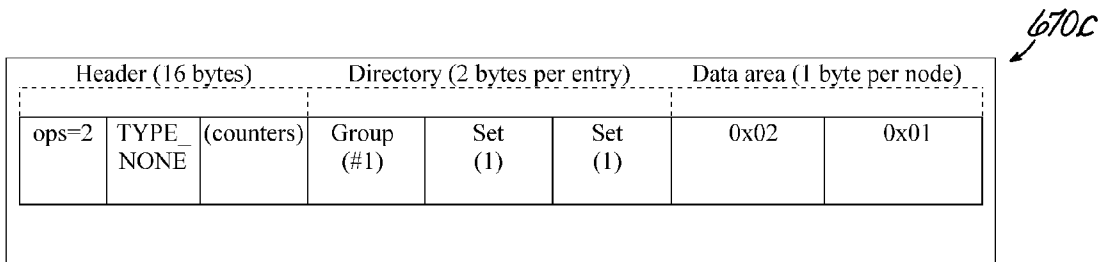 670C
Header (16 bytes) Directory (2 bytes per entry) Data area (1 byte per node)
ops=2 TYPE_ (counters) Group Set Set 0x02 0x01
NONE (#1) (1) (1)